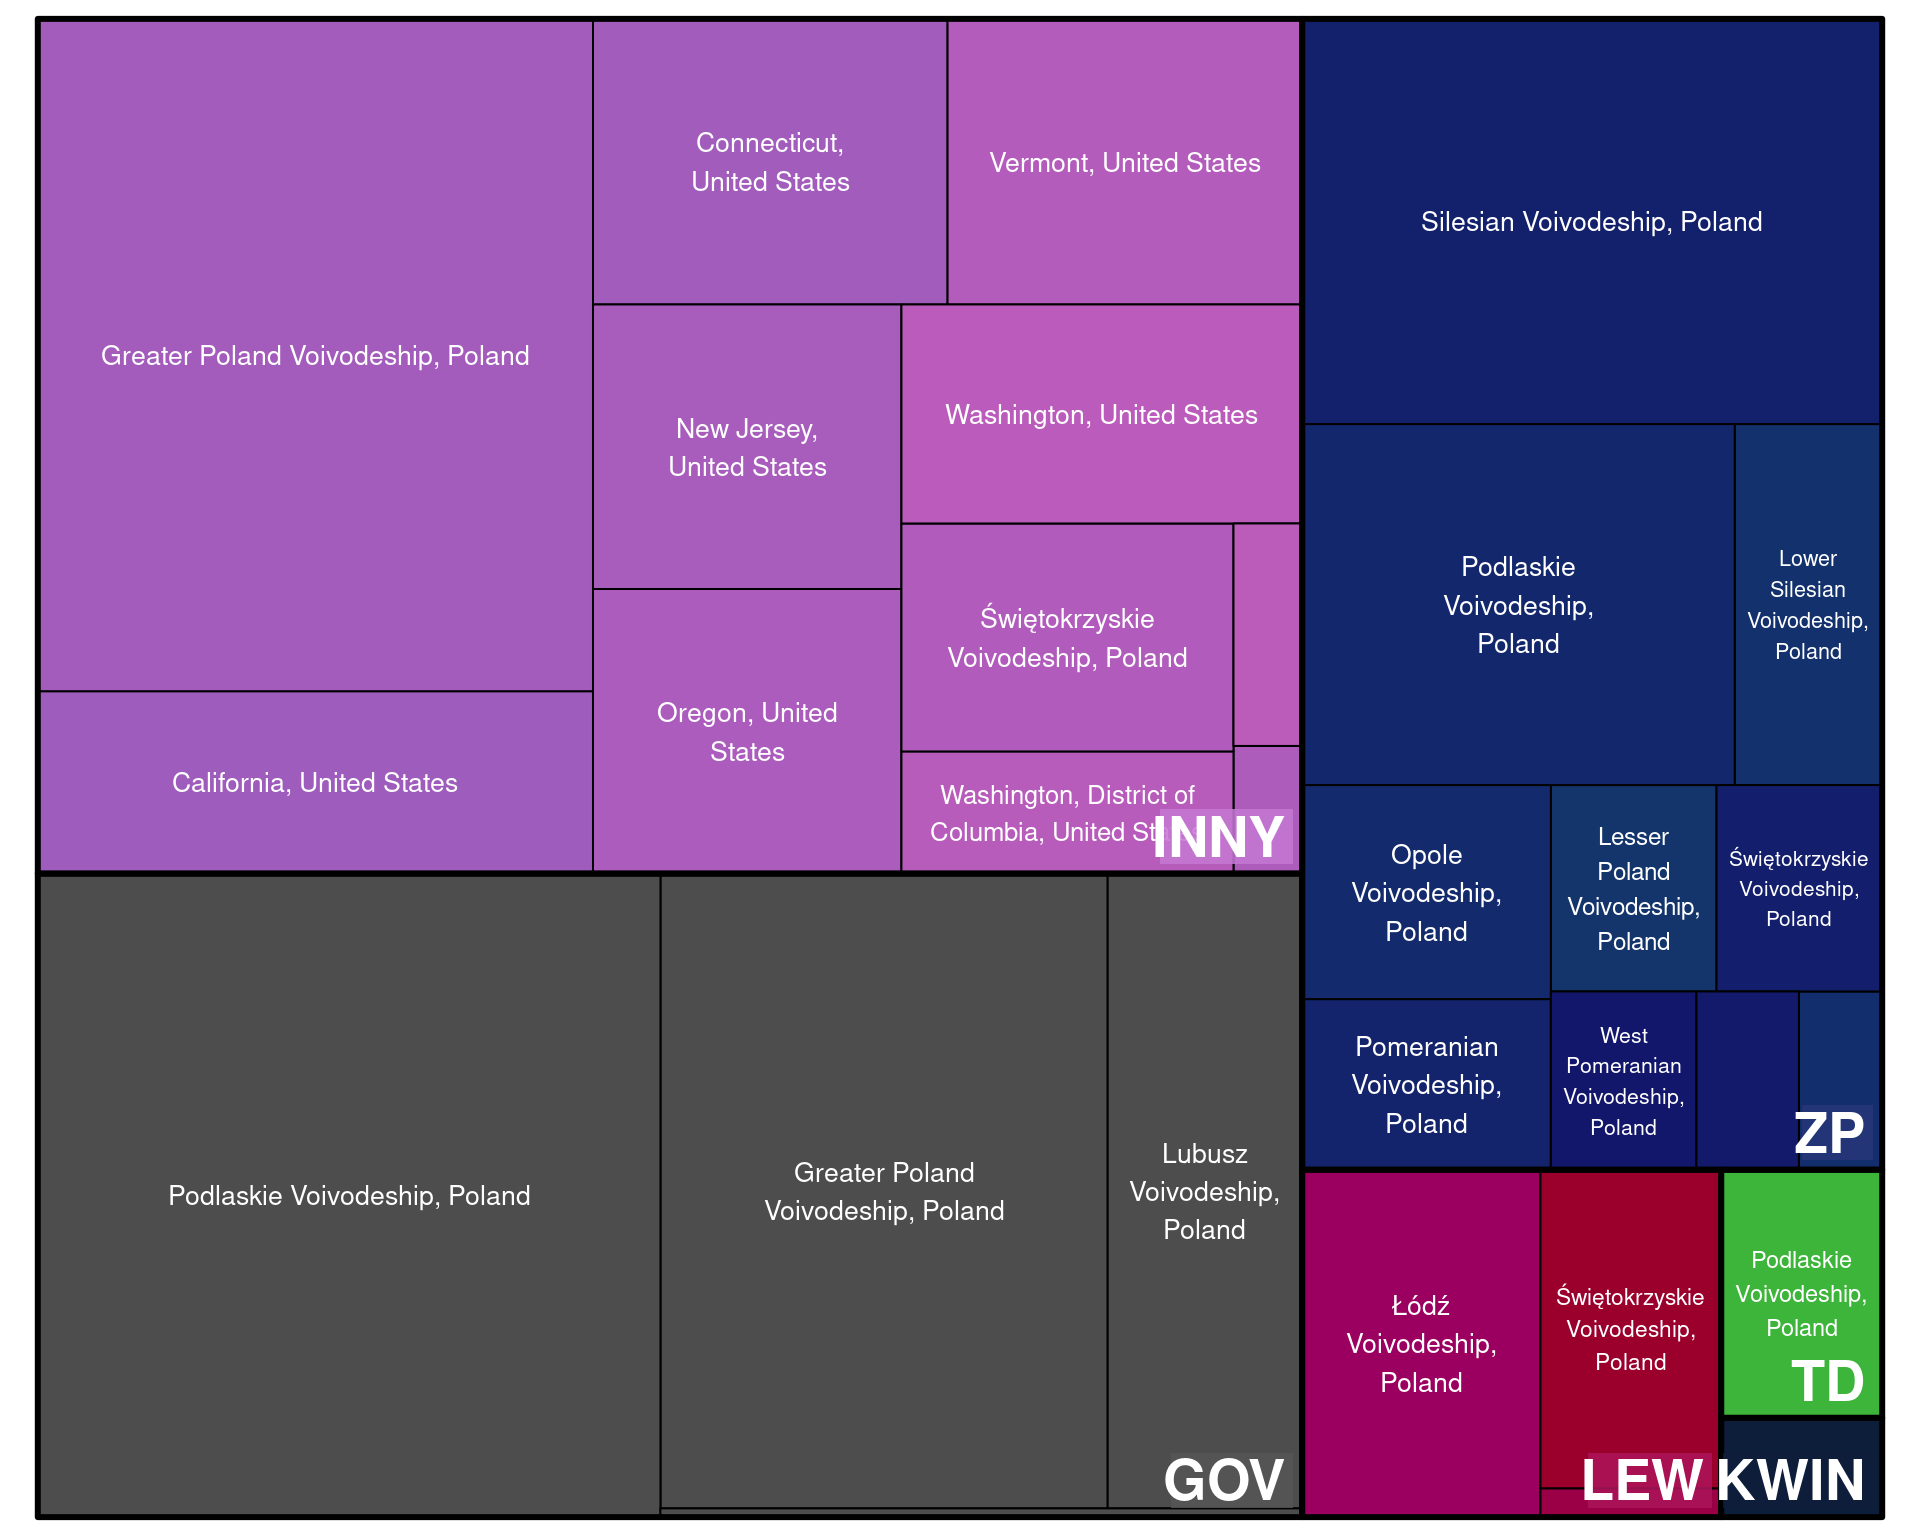 Greater Poland Voivodeship, Poland
California, United States
Connecticut,
United States
Vermont, United States
New Jersey,
United States
Washington, United States
Oregon, United
States
Świętokrzyskie
Voivodeship, Poland
Washington, District of
Columbia, United
INNY
Podlaskie Voivodeship, Poland
Greater Poland
Voivodeship, Poland
Lubusz
Voivodeship,
Poland
GOV
Silesian Voivodeship, Poland
Podlaskie
Voivodeship,
Poland
Lower
Silesian
Voivodeship,
Poland
Opole
Voivodeship,
Poland
Lesser
Poland
Voivodeship,
Poland
Świętokrzyskie
Voivodeship,
Poland
Pomeranian
Voivodeship,
Poland
West
Pomeranian
Voivodeship,
Poland
ZP
Łódź
Voivodeship,
Poland
Świętokrzyskie
Voivodeship,
Poland
LEW
Podlaskie
Voivodeship,
Poland
TD
KWIN